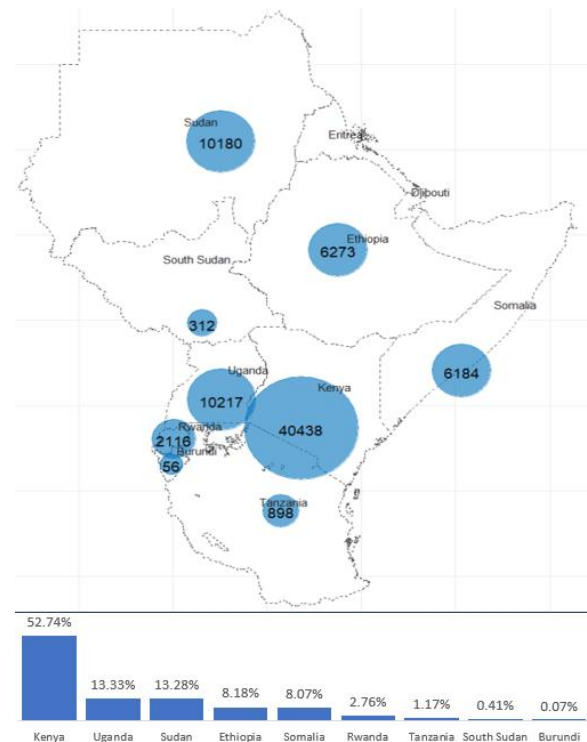 Sudan
10180
Eritrea
Djibouti
Ethiopia
6273
South Sudan
Somalia
312
Uganda
6184
Kenya
10217
40438
Rwanda
2116
Burundi
56
Tanzania
898
52.74%
13.33%
13.28%
8.18%
8.07%
2.76%
1.17%
0.41%
0.07%
Kenya Uganda Sudan Ethiopia Somalia Rwanda Tanzania South Sudan Burundi